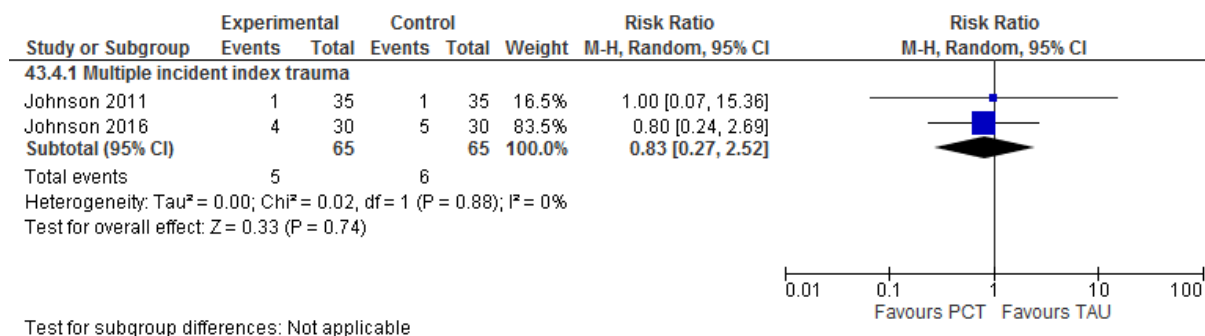 Experimental Control Risk Ratio Risk Ratio
Study or Subgroup Events Total Events Total Weight M-H, Random, 95% CI M-H, Random, 95% CI
43.4.1 Multiple incident index trauma
Johnson 2011 1 35 1 35 16.5% 1.00 [0.07, 15.36]
Johnson 2016 4 30 5 30 83.5% 0.80 [0.24, 2.69]
Subtotal (95% CI) 65 65 100.0% 0.83 [0.27, 2.52]
Total events 5 6
Heterogeneity: Tau² = 0.00; Chi² = 0.02, df = 1 (P = 0.88); I² = 0%
Test for overall effect: Z = 0.33 (P = 0.74)
0.01 0.1 1 10 100
Favours PCT Favours TAU
Test for subgroup differences: Not applicable